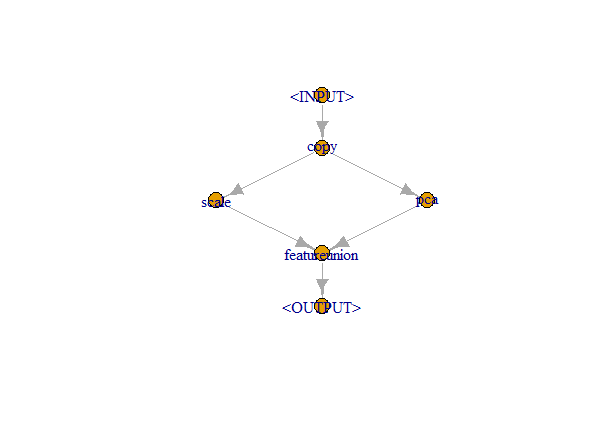 <INPUT>
copy
scale
pca
featureunion
<OUTPUT>